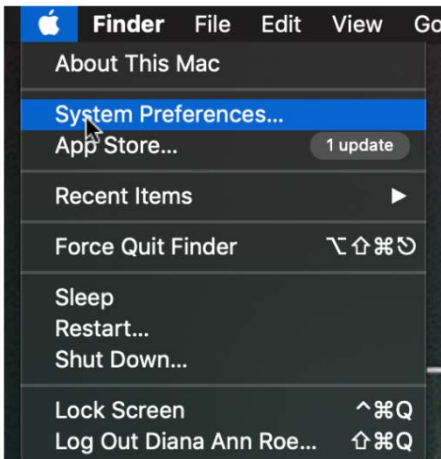 Finder File Edit View Go
About This Mac
System Preferences...
App Store... 1 update
Recent Items ▶
Force Quit Finder ⌥⇧⌘⎋
Sleep
Restart...
Shut Down...
Lock Screen ^⌘Q
Log Out Diana Ann Roe... ⇧⌘Q